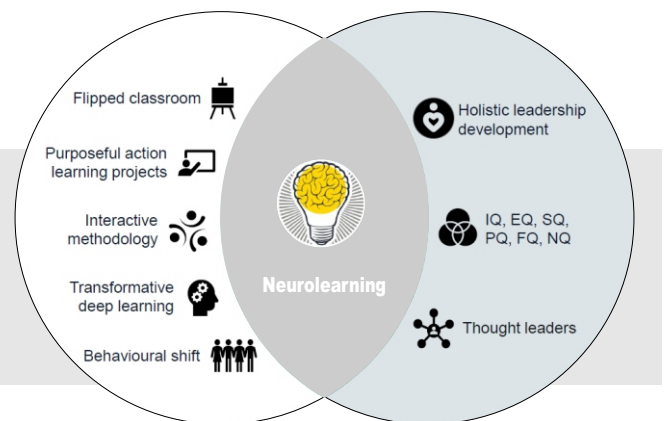 Flipped classroom
Purposeful action
learning projects
Interactive
methodology
Transformative
deep learning
Behavioural shift
Neurolearning
Holistic leadership
development
IQ, EQ, SQ,
PQ, FQ, NQ
Thought leaders